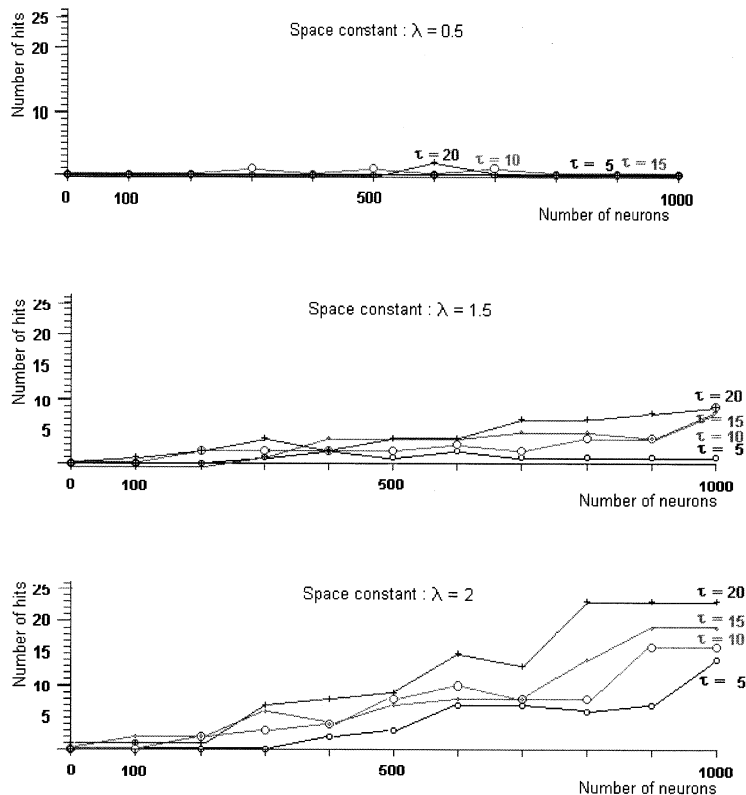 Number of hits
25
20
10
Space constant : λ = 0.5
τ = 20
τ = 10
τ = 5
τ = 15
0
100
500
1000
Number of neurons
Number of hits
25
20
15
10
5
Space constant : λ = 1.5
τ = 20
τ = 15
τ = 10
τ = 5
0
100
500
1000
Number of neurons
Number of hits
25
20
15
10
5
Space constant : λ = 2
τ = 20
τ = 15
τ = 10
τ = 5
0
100
500
1000
Number of neurons